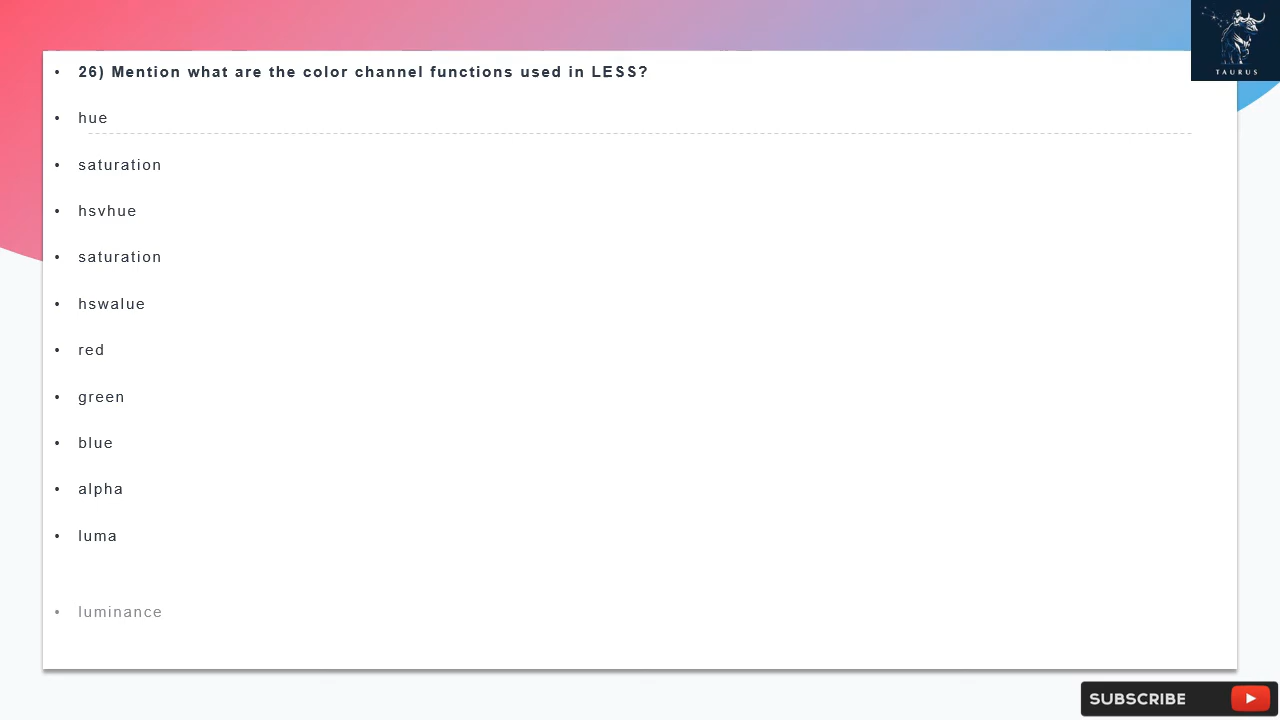 • 26) Mention what are the color channel functions used in LESS?
• hue
• saturation
• hsvhue
• saturation
• hswalue
• red
• green
• blue
• alpha
• luma
• luminance
TAURUS
SUBSCRIBE